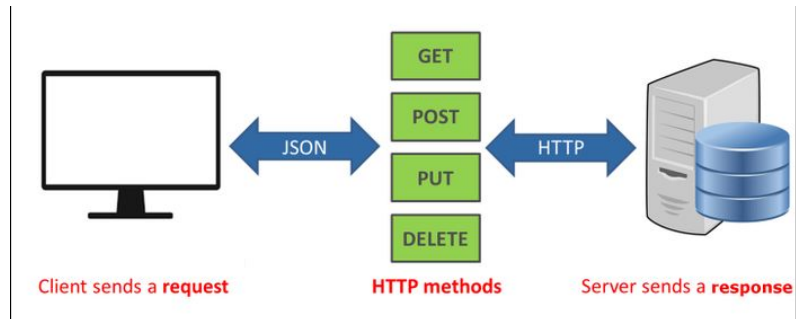 GET
POST
JSON
HTTP
PUT
DELETE
Client sends a request
HTTP methods
Server sends a response